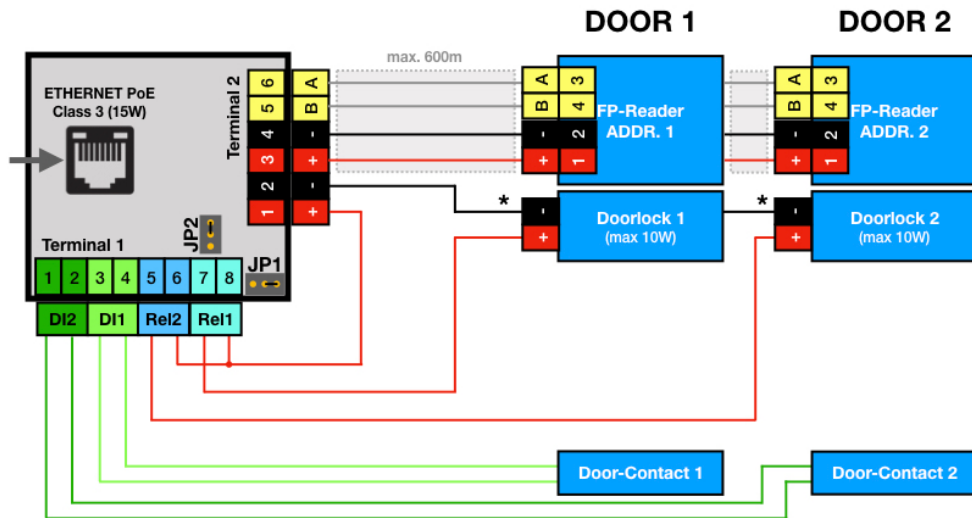 DOOR 1
DOOR 2
max. 600m
ETHERNET PoE
Class 3 (15W)
Terminal 2
6
5
4
3
2
1
A
B
-
+
-
+
A
B
-
+
3
4
2
1
FP-Reader
ADDR. 1
A
B
-
+
3
4
2
1
FP-Reader
ADDR. 2
*
-
+
Doorlock 1
(max 10W)
*
-
+
Doorlock 2
(max 10W)
JP2
JP1
Terminal 1
1 2 3 4 5 6 7 8
DI2 DI1 Rel2 Rel1
Door-Contact 1
Door-Contact 2